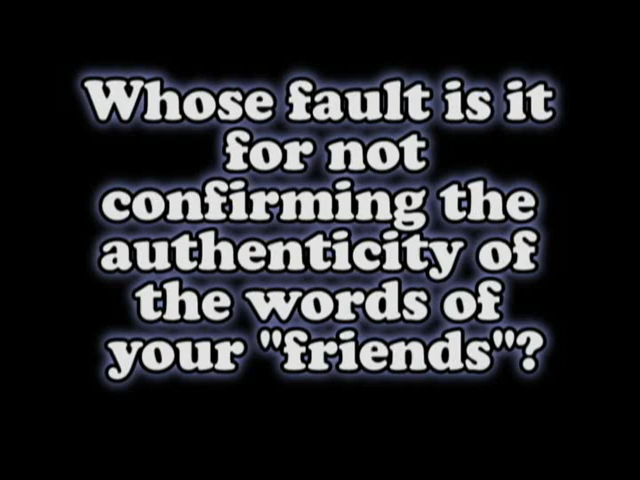 Whose fault is it
for not
confirming the
authenticity of
the words of
your "friends"?